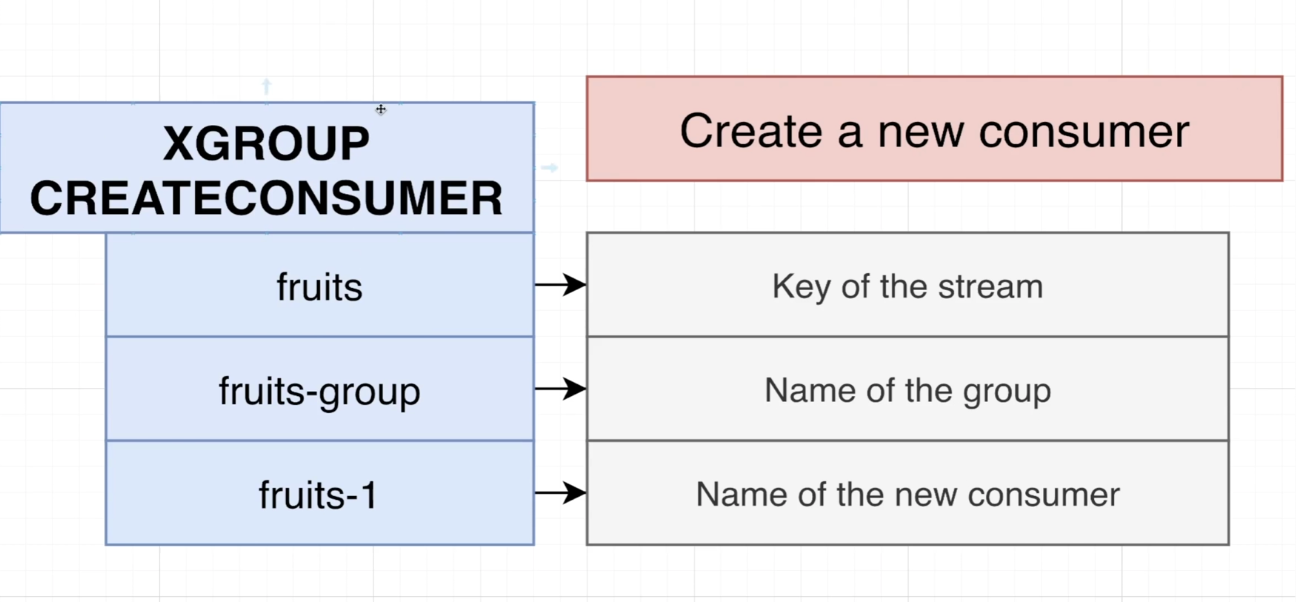 XGROUP
CREATECONSUMER
Create a new consumer
fruits
Key of the stream
fruits-group
Name of the group
fruits-1
Name of the new consumer